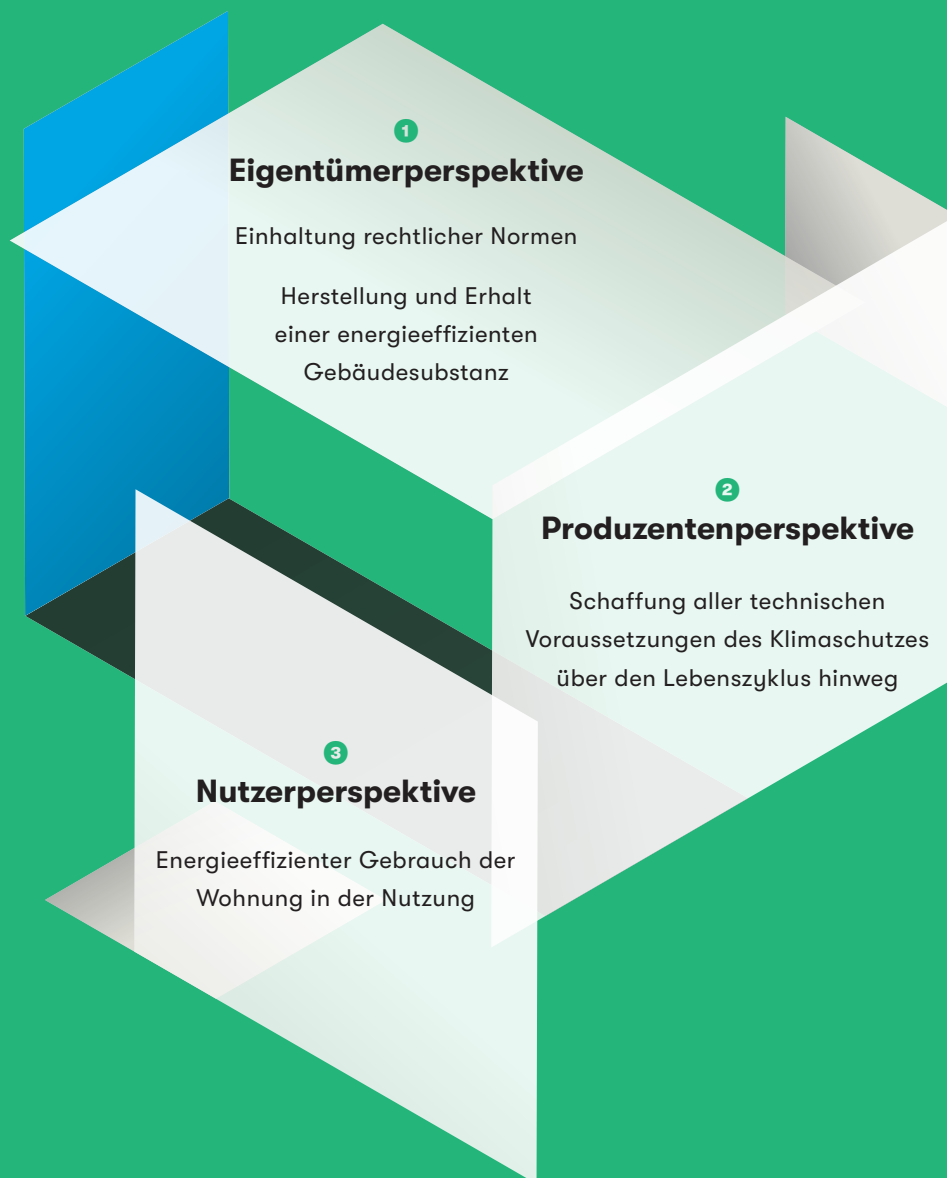 1
Eigentümerperspektive
Einhaltung rechtlicher Normen
Herstellung und Erhalt
einer energieeffizienten
Gebäudesubstanz
2
Produzentenperspektive
Schaffung aller technischen
Voraussetzungen des Klimaschutzes
über den Lebenszyklus hinweg
3
Nutzerperspektive
Energieeffizienter Gebrauch der
Wohnung in der Nutzung